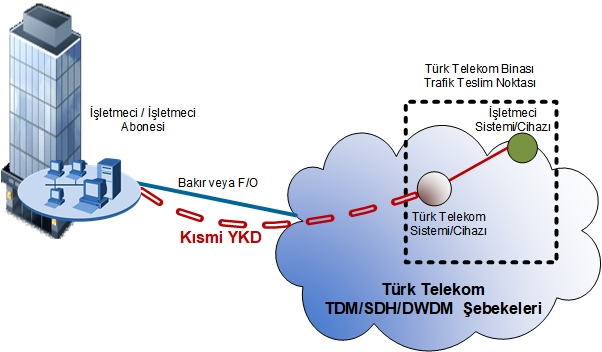 Türk Telekom Binası
Trafik Teslim Noktası
İşletmeci / İşletmeci
Abonesi
İşletmeci
Sistemi/Cihazı
Bakır veya F/O
Kısmi YKD
Türk Telekom
Sistemi/Cihazı
Türk Telekom
TDM/SDH/DWDM Şebekeleri